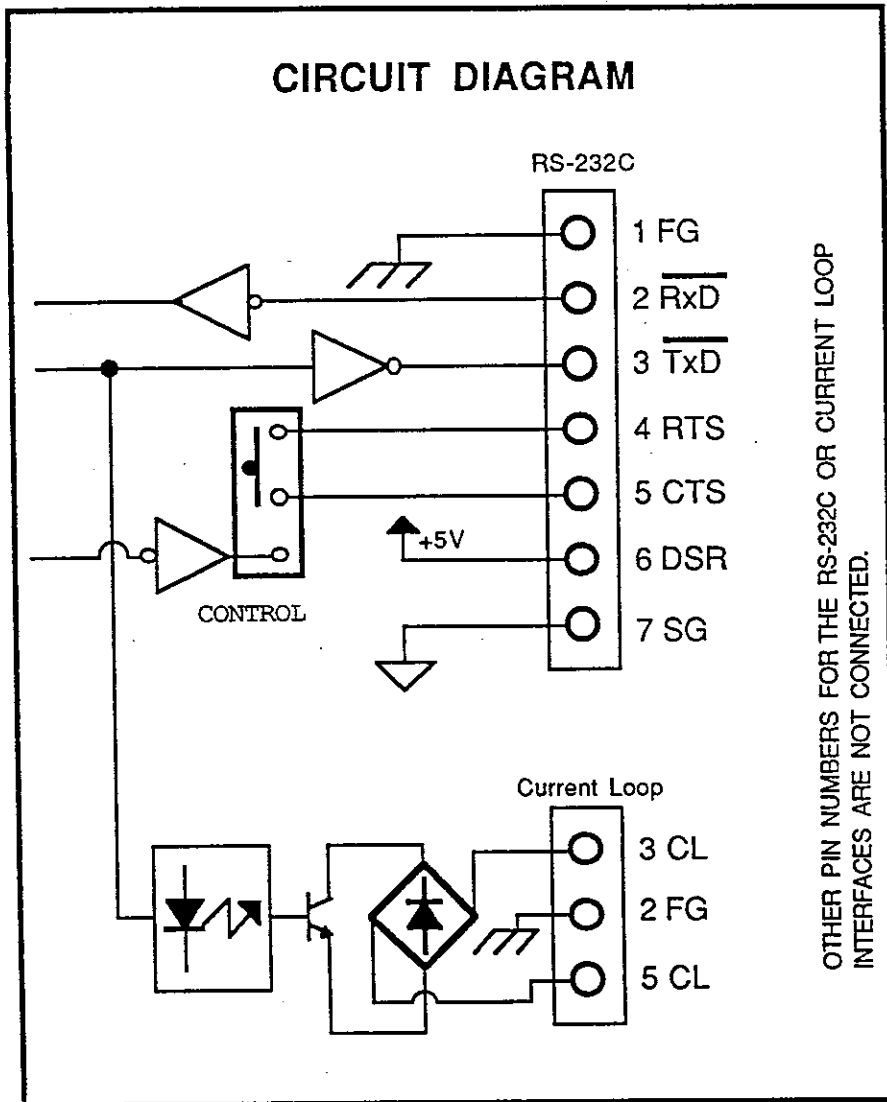 CIRCUIT DIAGRAM
RS-232C
1 FG
2 R̅x̅D̅
3 T̅x̅D̅
4 RTS
5 CTS
+5V
6 DSR
CONTROL
7 SG
Current Loop
3 CL
2 FG
5 CL
OTHER PIN NUMBERS FOR THE RS-232C OR CURRENT LOOP
INTERFACES ARE NOT CONNECTED.